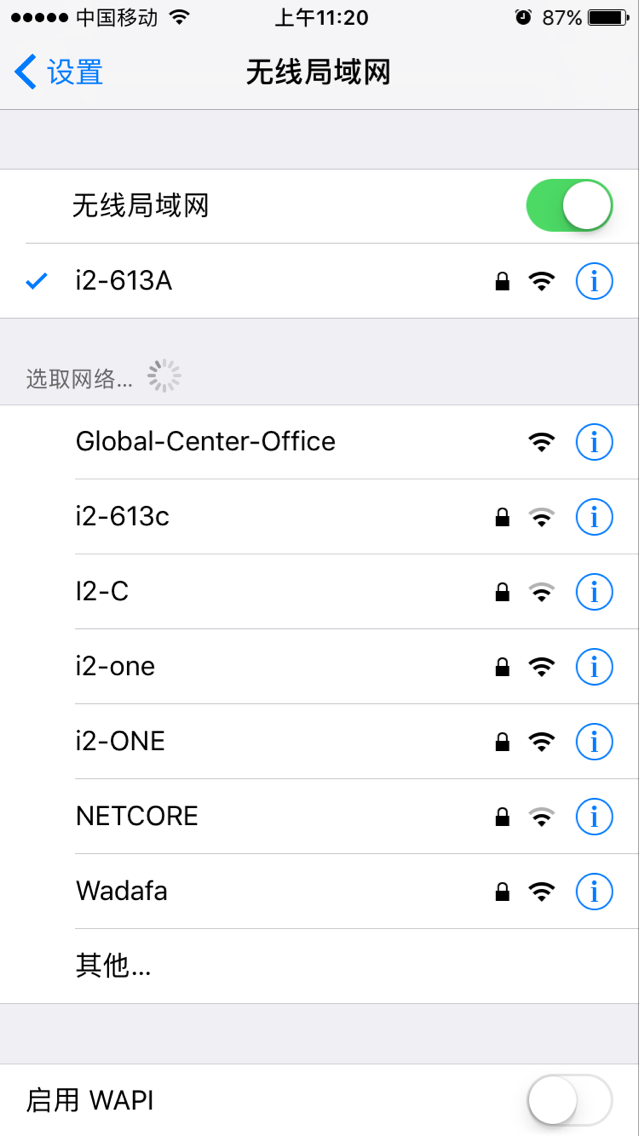 中国移动 上午11:20 87%
设置 无线局域网
无线局域网
i2-613A
选取网络...
Global-Center-Office
i2-613c
I2-C
i2-one
i2-ONE
NETCORE
Wadafa
其他...
启用 WAPI